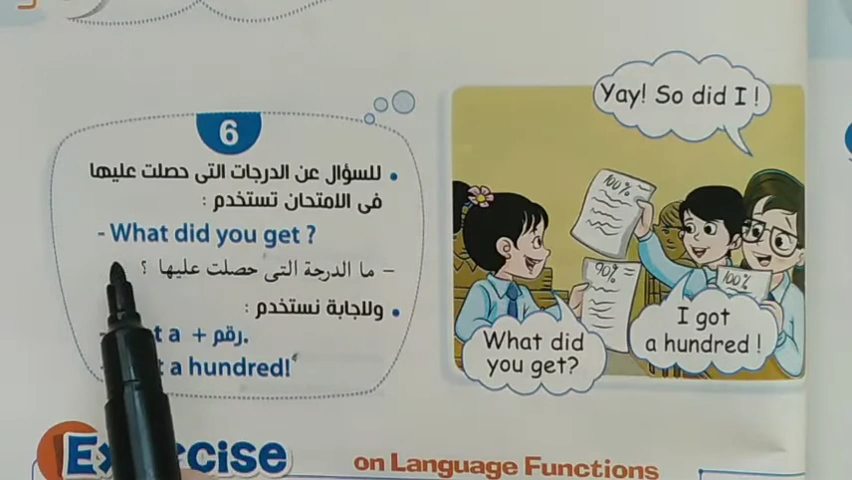 6
• للسؤال عن الدرجات التى حصلت عليها
فى الامتحان تستخدم :
- What did you get ?
– ما الدرجة التى حصلت عليها ؟
• وللاجابة نستخدم :
t a + رقم.
t a hundred!
Yay! So did I !
100%
90%
100%
What did
you get?
I got
a hundred !
Exercise
on Language Functions